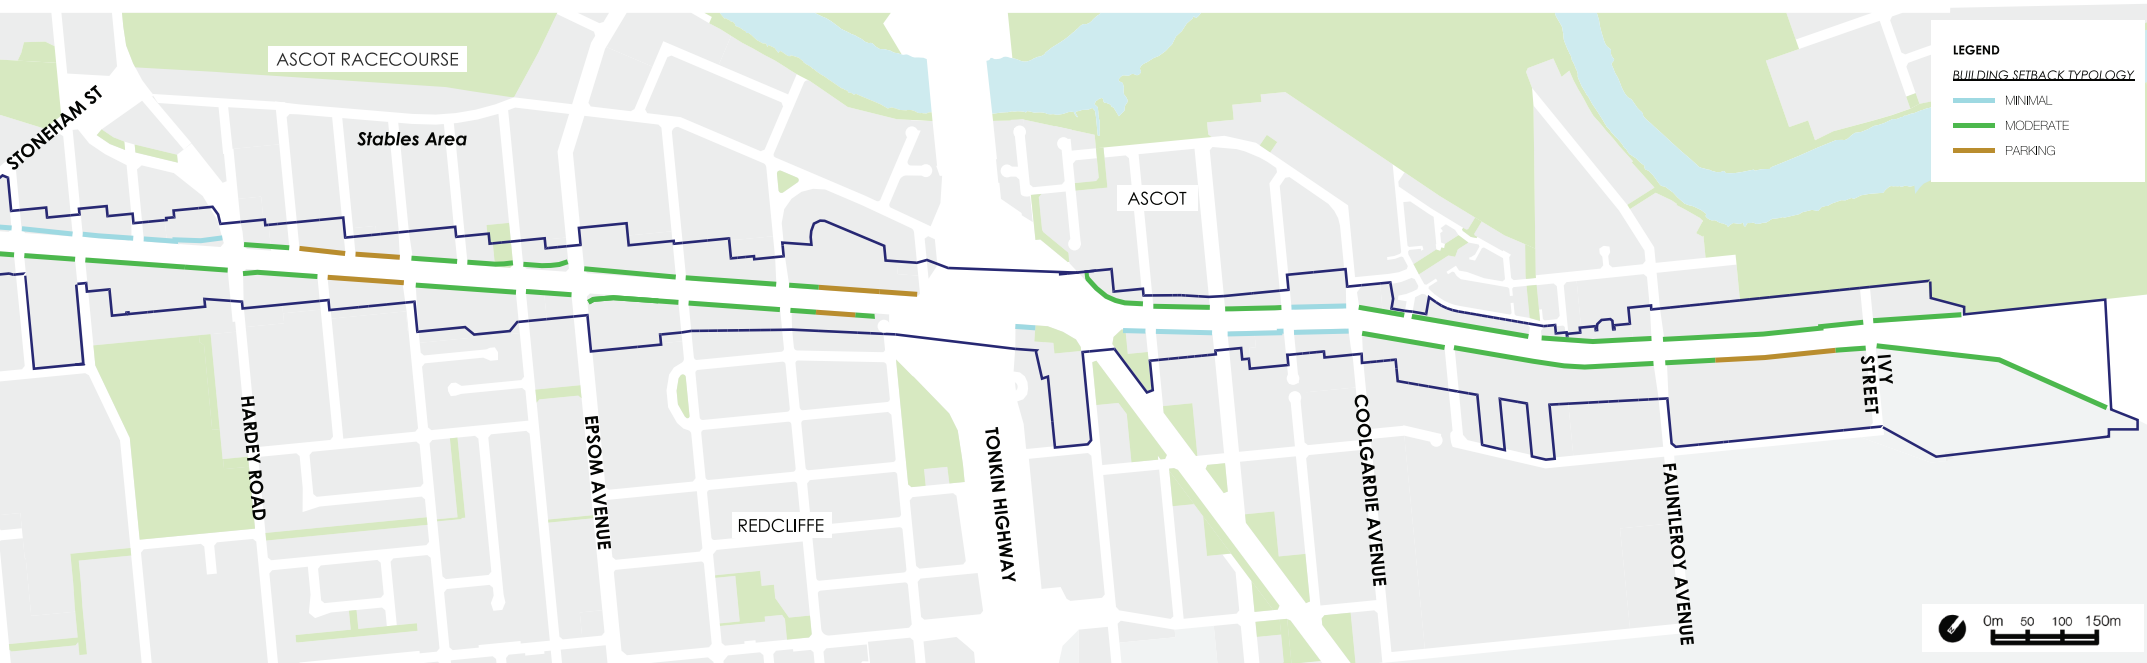 ASCOT RACECOURSE
STONEHAM ST
Stables Area
ASCOT
LEGEND
BUILDING SETBACK TYPOLOGY
MINIMAL
MODERATE
PARKING
HARDEY ROAD
EPSOM AVENUE
REDCLIFFE
TONKIN HIGHWAY
COOLGARDIE AVENUE
FAUNTLEROY AVENUE
IVY
STREET
0m 50 100 150m